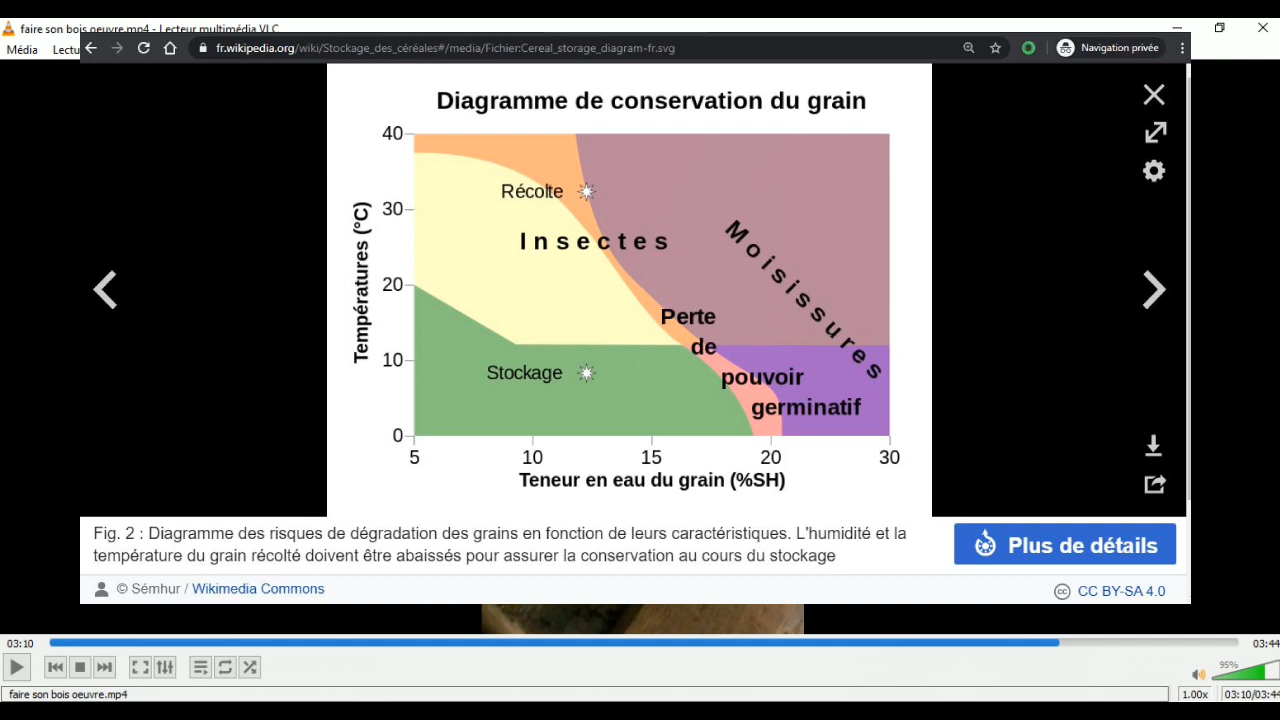 faire son bois oeuvre.mp4 - Lecteur multimédia VLC
Média Lectu
fr.wikipedia.org/wiki/Stockage_des_céréales#/media/Fichier:Cereal_storage_diagram-fr.svg
Navigation privée
Diagramme de conservation du grain
40
30
20
10
0
Températures (°C)
Récolte
Insectes
Moisissures
Perte
de
pouvoir
germinatif
Stockage
5 10 15 20 30
Teneur en eau du grain (%SH)
Fig. 2 : Diagramme des risques de dégradation des grains en fonction de leurs caractéristiques. L'humidité et la
température du grain récolté doivent être abaissés pour assurer la conservation au cours du stockage
Plus de détails
© Sémhur / Wikimedia Commons
cc CC BY-SA 4.0
03:10 03:44
95%
faire son bois oeuvre.mp4 1.00x 03:10/03:44